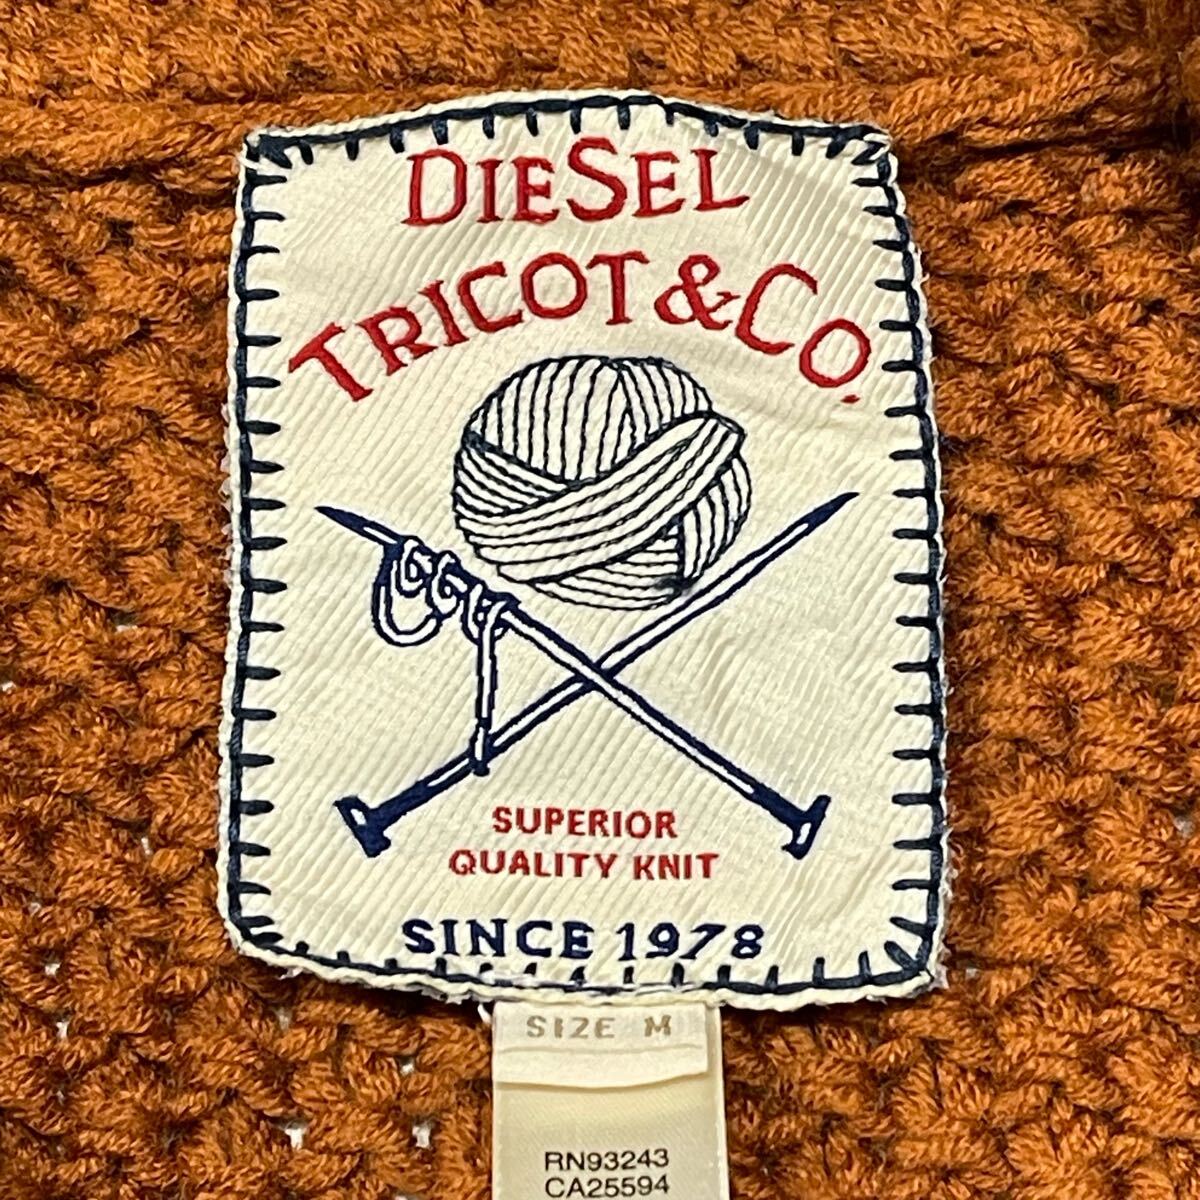 DIESEL
TRICOT & CO.
SUPERIOR
QUALITY KNIT
SINCE 1978
SIZE M
RN93243
CA25594